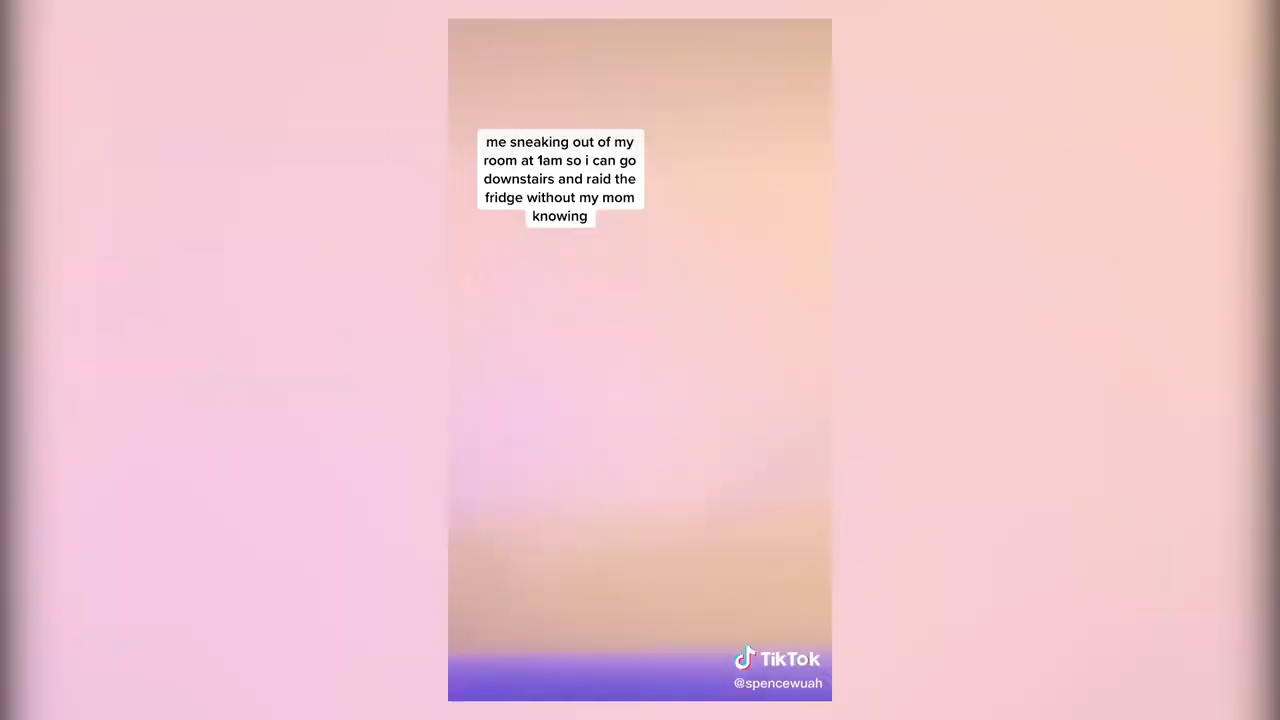 me sneaking out of my
room at 1am so i can go
downstairs and raid the
fridge without my mom
knowing
TikTok
@spencewuah